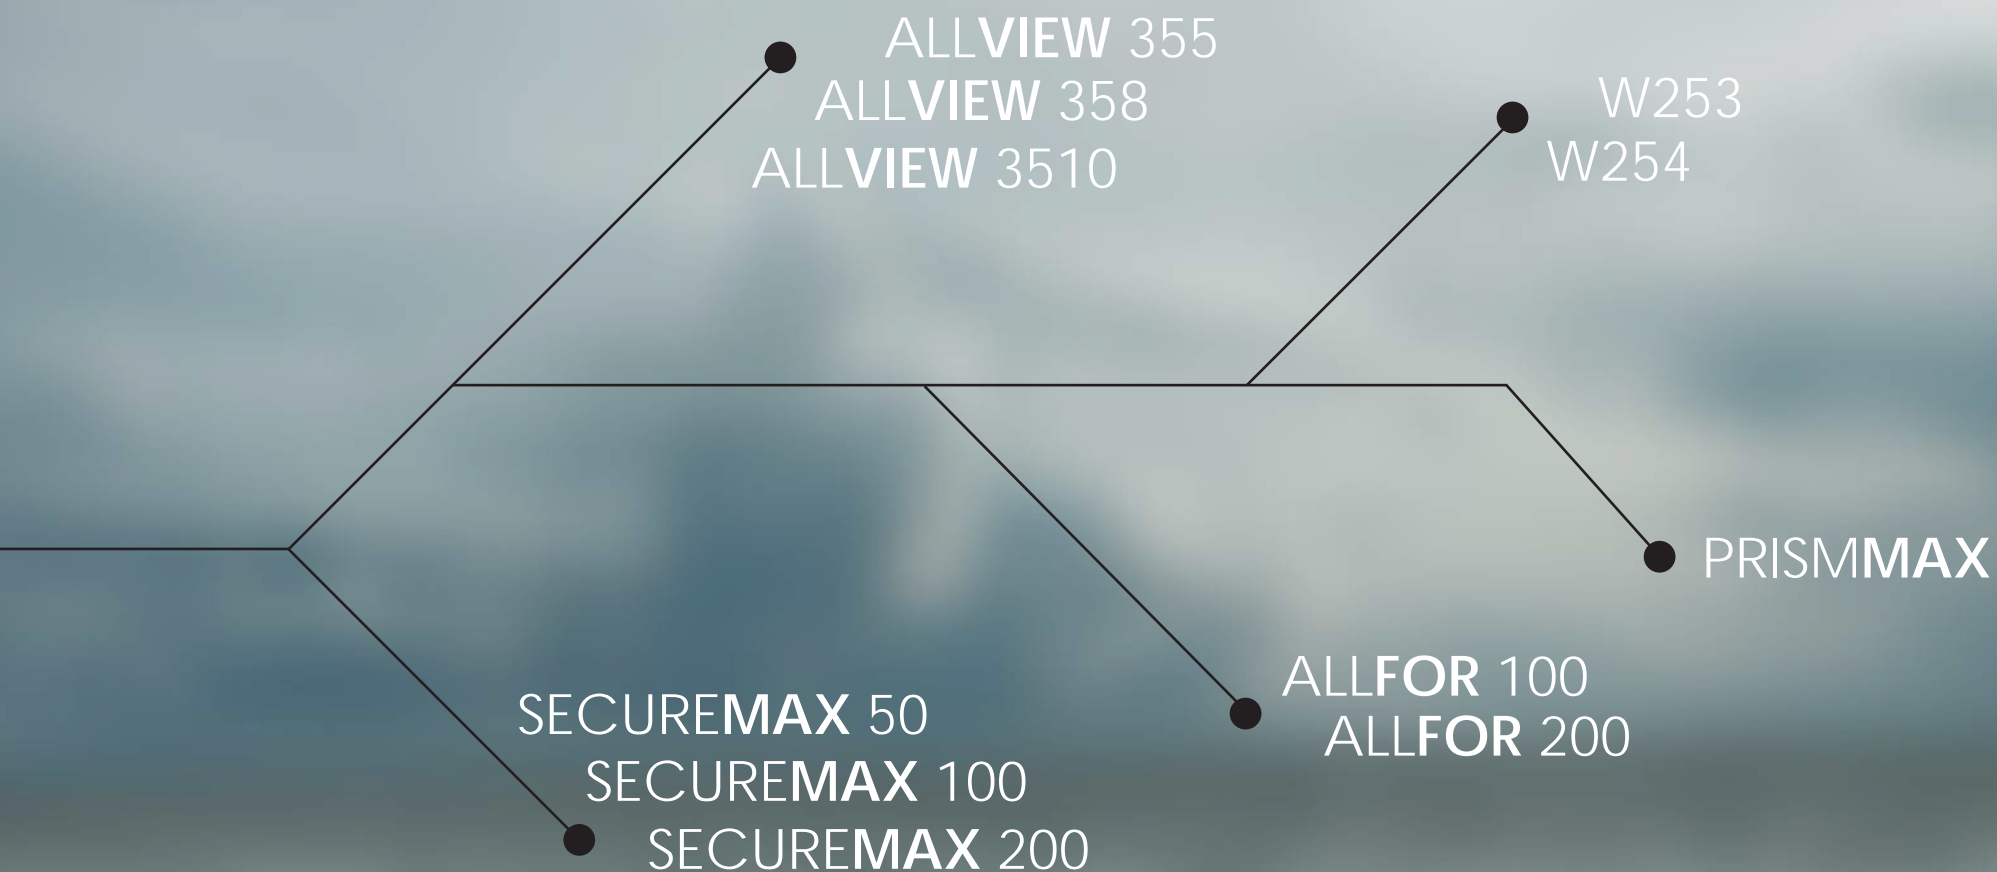 ALLVIEW 355
ALLVIEW 358
ALLVIEW 3510
W253
W254
PRISMMAX
ALLFOR 100
ALLFOR 200
SECUREMAX 50
SECUREMAX 100
SECUREMAX 200